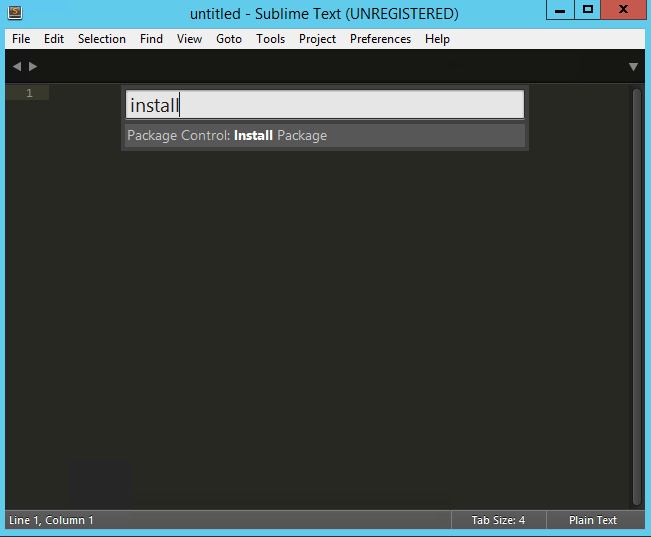 untitled - Sublime Text (UNREGISTERED)
File Edit Selection Find View Goto Tools Project Preferences Help
1
install
Package Control: Install Package
Line 1, Column 1
Tab Size: 4
Plain Text